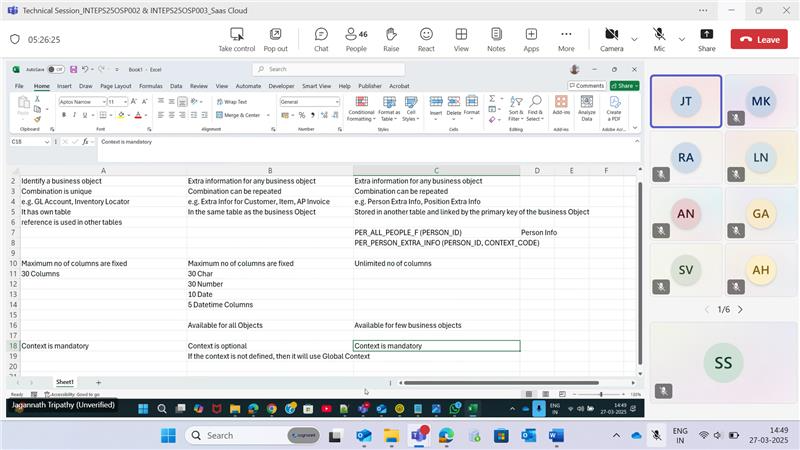 Technical Session_INTEPS25OSP002 & INTEPS25OSP003_Saas Cloud
05:26:25
Take control
Pop out
Chat
46
People
Raise
React
View
Notes
Apps
More
Camera
Mic
Share
Leave
AutoSave Off
Book1 - Excel
Search
File Home Insert Draw Page Layout Formulas Data Review View Automate Developer Help Acrobat
Comments
Share
Paste
Aptos Narrow 11
Wrap Text
Merge & Center
General
Conditional Formatting
Format as Table
Cell Styles
Insert Delete Format
Sort & Filter
Find & Select
Add-ins
Analyze Data
Create a PDF
Clipboard Font Alignment Number Styles Cells Editing Add-ins Adobe Acro
C18 fx Context is mandatory
A B C D E F
2 Identify a business object Extra information for any business object Extra information for any business object
3 Combination is unique Combination can be repeated Combination can be repeated
4 e.g. GL Account, Inventory Locator e.g. Extra Infor for Customer, Item, AP Invoice e.g. Person Extra Info, Position Extra Info
5 It has own table In the same table as the business Object Stored in another table and linked by the primary key of the business Object
6 reference is used in other tables
7 PER_ALL_PEOPLE_F (PERSON_ID) Person Info
8 PER_PERSON_EXTRA_INFO (PERSON_ID, CONTEXT_CODE)
9
10 Maximum no of columns are fixed Maximum no of columns are fixed Unlimited no of columns
11 30 Columns 30 Char
12 30 Number
13 10 Date
14 5 Datetime Columns
15
16 Available for all Objects Available for few business objects
17
18 Context is mandatory Context is optional Context is mandatory
19 If the context is not defined, then it will use Global Context
20
Sheet1
Ready Accessibility: Good to go
130%
Jagannath Tripathy (Unverified)
Search
ENG
IN
14:49
27-03-2025
JT
MK
RA
LN
AN
GA
SV
AH
1/6
SS
Search
ENG
IN
14:49
27-03-2025